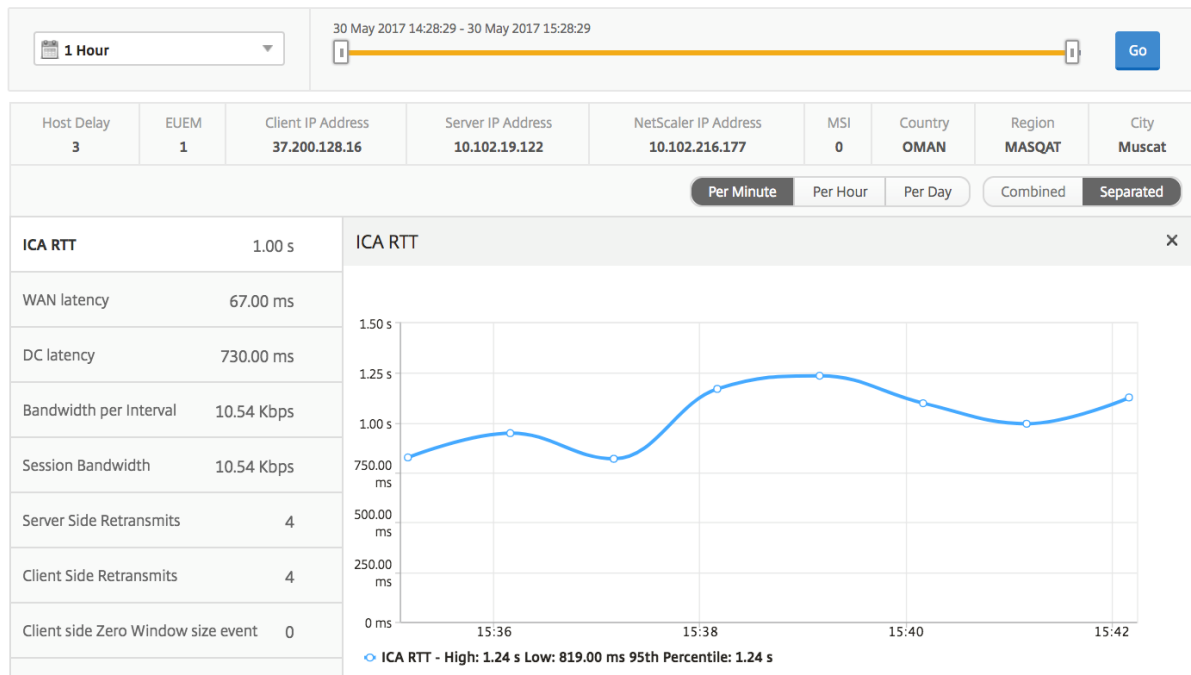 30 May 2017 14:28:29 - 30 May 2017 15:28:29
1 Hour
Go
Host Delay EUEM Client IP Address Server IP Address NetScaler IP Address MSI Country Region City
3 1 37.200.128.16 10.102.19.122 10.102.216.177 0 OMAN MASQAT Muscat
Per Minute Per Hour Per Day Combined Separated
ICA RTT 1.00 s
WAN latency 67.00 ms
DC latency 730.00 ms
Bandwidth per Interval 10.54 Kbps
Session Bandwidth 10.54 Kbps
Server Side Retransmits 4
Client Side Retransmits 4
Client side Zero Window size event 0
ICA RTT
1.50 s
1.25 s
1.00 s
750.00
ms
500.00
ms
250.00
ms
0 ms
15:36 15:38 15:40 15:42
ICA RTT - High: 1.24 s Low: 819.00 ms 95th Percentile: 1.24 s